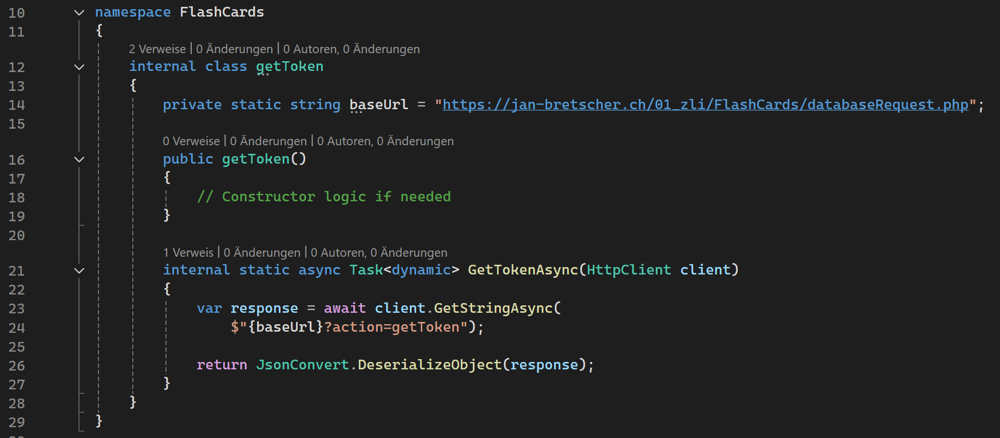 10 namespace FlashCards
11 {
2 Verweise | 0 Änderungen | 0 Autoren, 0 Änderungen
12 internal class getToken
13 {
14 private static string baseUrl = "https://jan-bretscher.ch/01_zli/FlashCards/databaseRequest.php";
15
0 Verweise | 0 Änderungen | 0 Autoren, 0 Änderungen
16 public getToken()
17 {
18 // Constructor logic if needed
19 }
20
1 Verweis | 0 Änderungen | 0 Autoren, 0 Änderungen
21 internal static async Task<dynamic> GetTokenAsync(HttpClient client)
22 {
23 var response = await client.GetStringAsync(
24 $"{baseUrl}?action=getToken");
25
26 return JsonConvert.DeserializeObject(response);
27 }
28 }
29 }